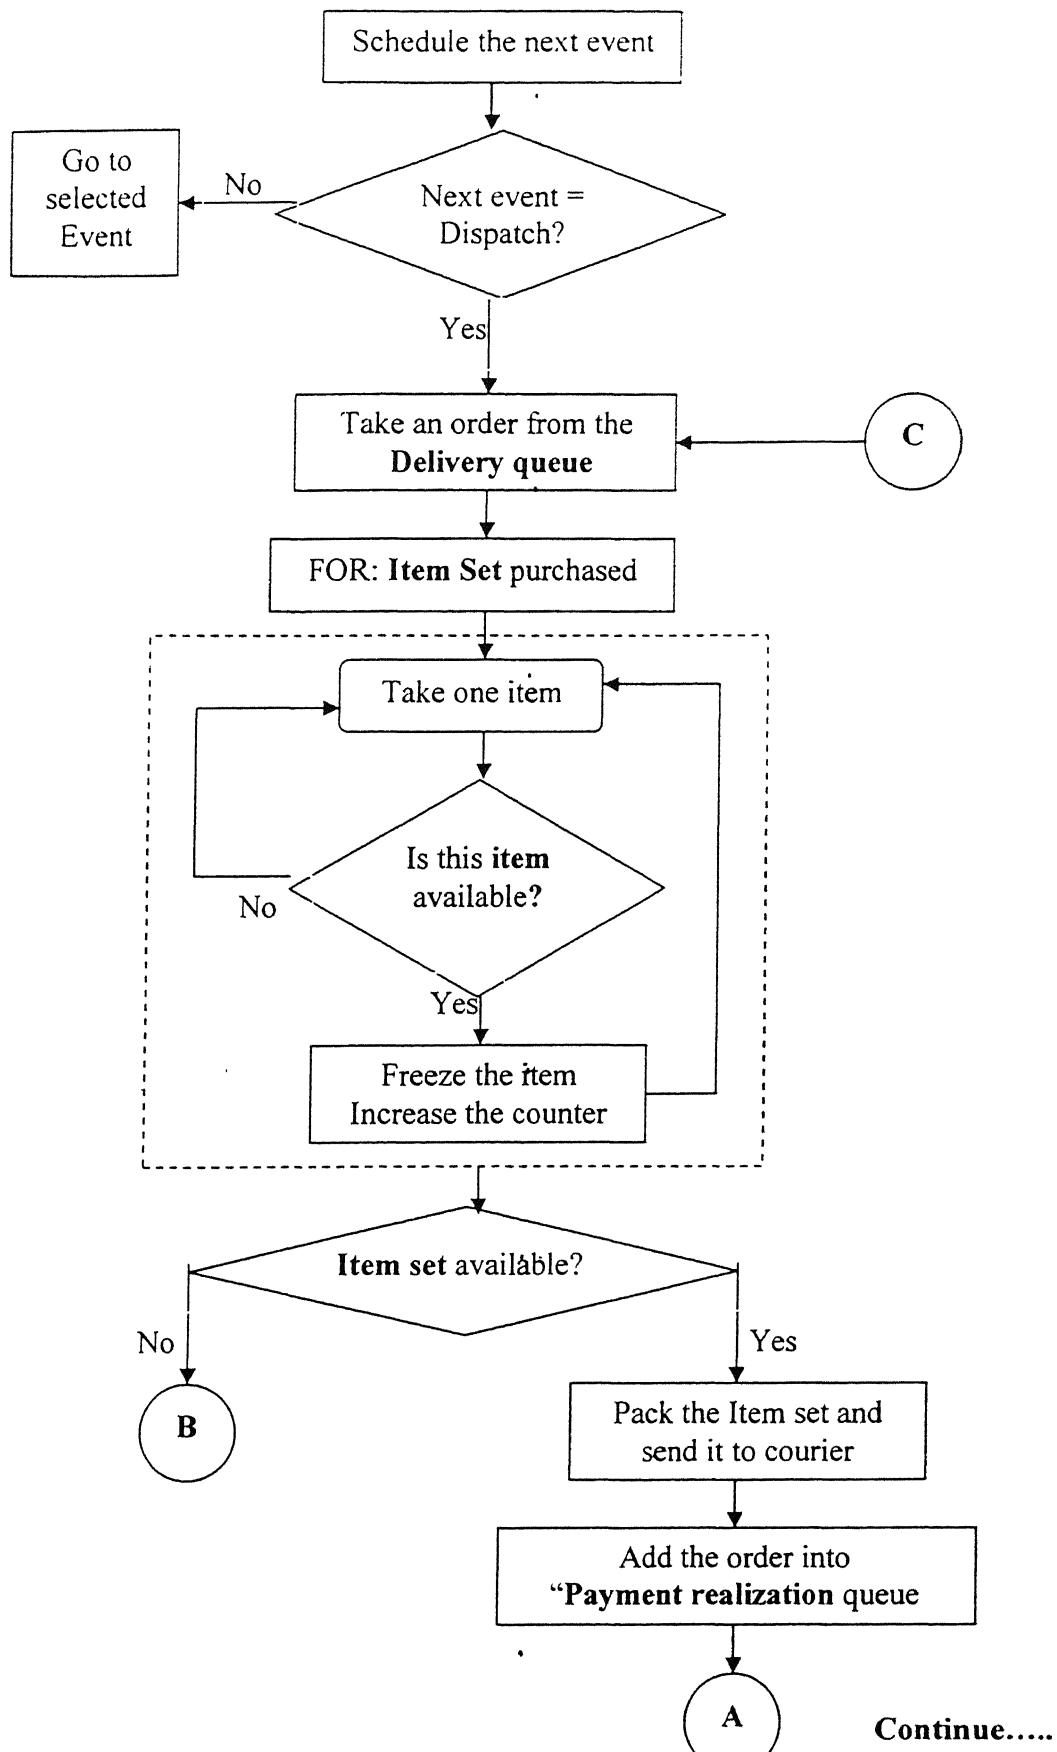 Schedule the next event
Go to
selected
Event
No
Next event =
Dispatch?
Yes
Take an order from the
Delivery queue
C
FOR: Item Set purchased
Take one item
Is this item
available?
No
Yes
Freeze the item
Increase the counter
Item set available?
No
Yes
B
Pack the Item set and
send it to courier
Add the order into
“Payment realization queue
A
Continue.....